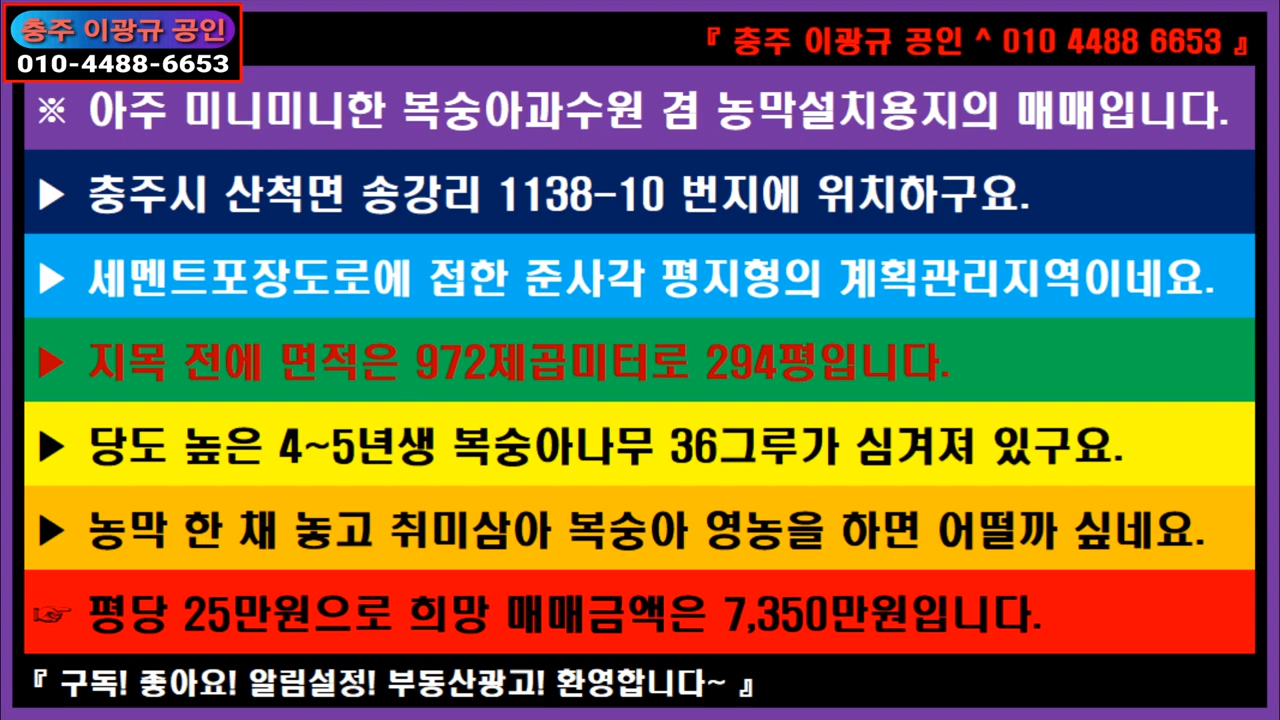 충주 이광규 공인
010-4488-6653
『 충주 이광규 공인 ^ 010 4488 6653 』
※ 아주 미니미니한 복숭아과수원 겸 농막설치용지의 매매입니다.
▶ 충주시 산척면 송강리 1138-10 번지에 위치하구요.
▶ 세멘트포장도로에 접한 준사각 평지형의 계획관리지역이네요.
▶ 지목 전에 면적은 972제곱미터로 294평입니다.
▶ 당도 높은 4~5년생 복숭아나무 36그루가 심겨져 있구요.
▶ 농막 한 채 놓고 취미삼아 복숭아 영농을 하면 어떨까 싶네요.
☞ 평당 25만원으로 희망 매매금액은 7,350만원입니다.
『 구독! 좋아요! 알림설정! 부동산광고! 환영합니다~ 』